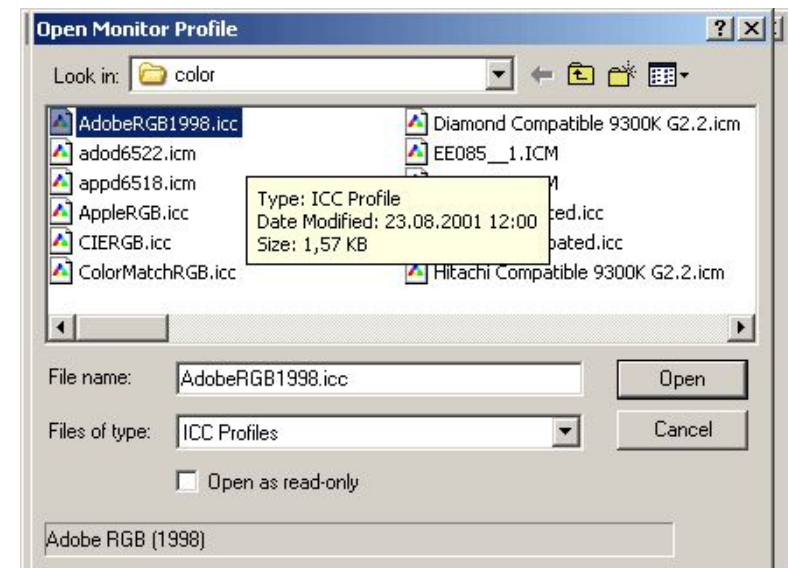 Open Monitor Profile
Look in: color
AdobeRGB1998.icc
adod6522.icm
appd6518.icm
AppleRGB.icc
CIERGB.icc
ColorMatchRGB.icc
Diamond Compatible 9300K G2.2.icm
EE085__1.ICM
Type: ICC Profile
Date Modified: 23.08.2001 12:00
Size: 1,57 KB
Hitachi Compatible 9300K G2.2.icm
File name: AdobeRGB1998.icc
Open
Files of type: ICC Profiles
Cancel
Open as read-only
Adobe RGB (1998)